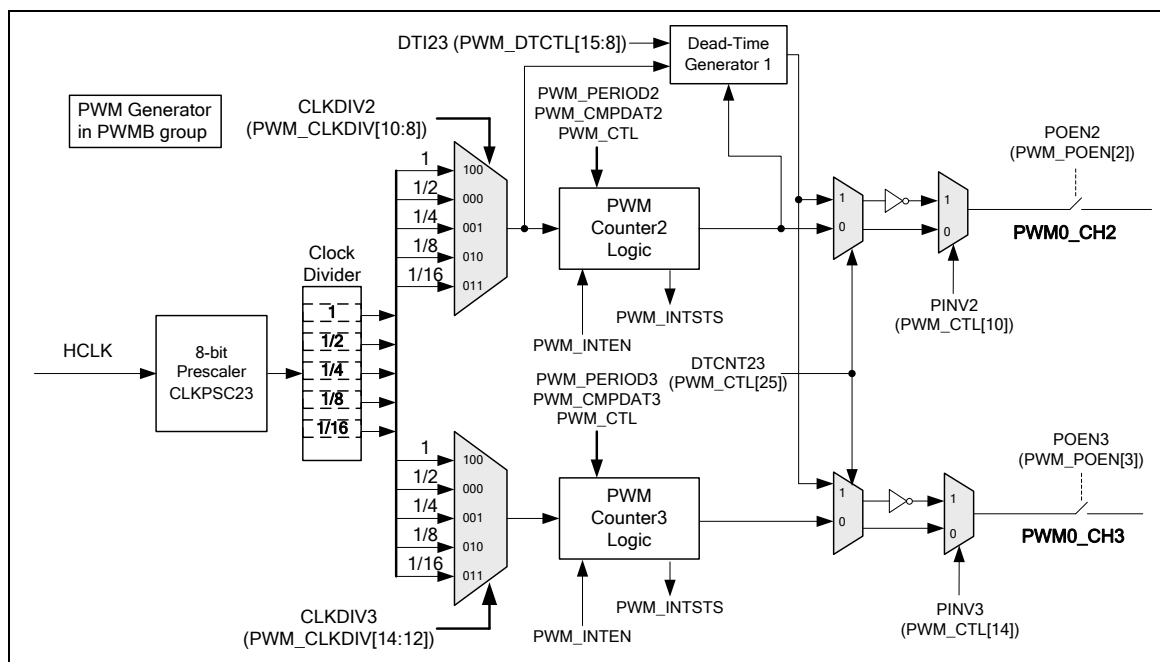 DTI23 (PWM_DTCTL[15:8])
Dead-Time
Generator 1
PWM Generator
in PWMB group
CLKDIV2
(PWM_CLKDIV[10:8])
PWM_PERIOD2
PWM_CMPDAT2
PWM_CTL
POEN2
(PWM_POEN[2])
1
1/2
1/4
1/8
1/16
100
000
001
010
011
PWM
Counter2
Logic
1
0
1
0
PWM0_CH2
Clock
Divider
1
1/2
1/4
1/8
1/16
PWM_INTSTS
PWM_INTEN
PINV2
(PWM_CTL[10])
HCLK
8-bit
Prescaler
CLKPSC23
DTCNT23
(PWM_CTL[25])
PWM_PERIOD3
PWM_CMPDAT3
PWM_CTL
POEN3
(PWM_POEN[3])
1
1/2
1/4
1/8
1/16
100
000
001
010
011
PWM
Counter3
Logic
1
0
1
0
PWM0_CH3
CLKDIV3
(PWM_CLKDIV[14:12])
PWM_INTSTS
PWM_INTEN
PINV3
(PWM_CTL[14])